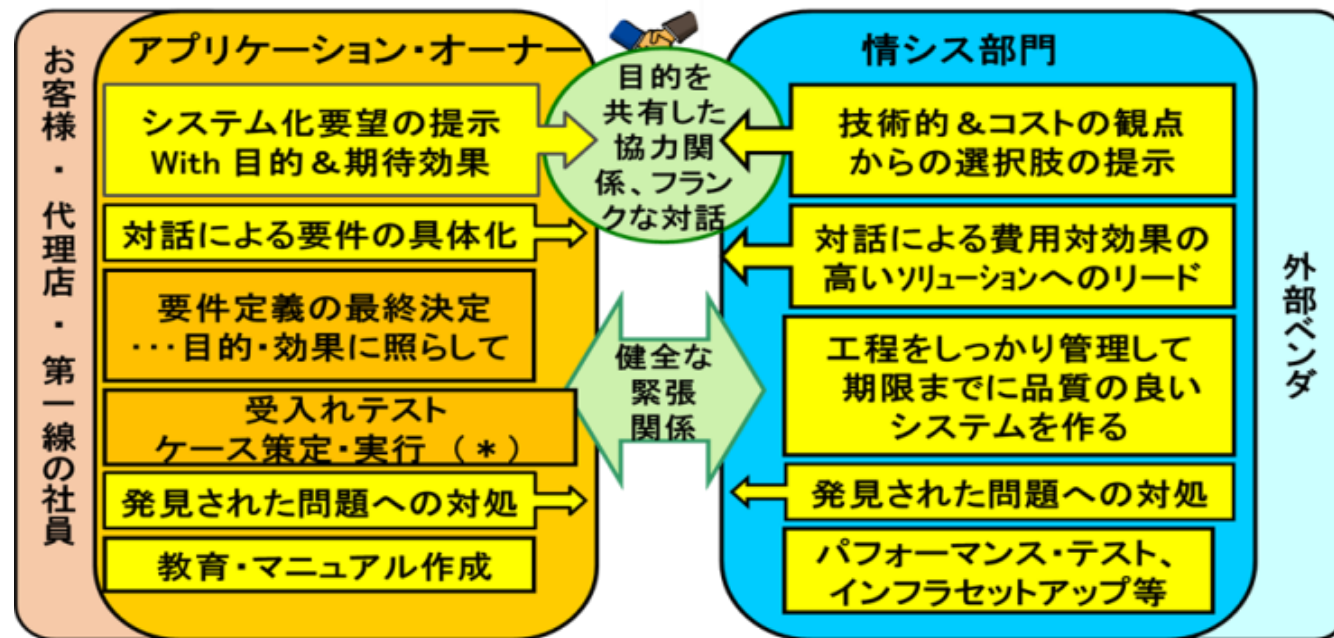 お客様・代理店・第一線の社員
アプリケーション・オーナー
システム化要望の提示
With 目的&期待効果
対話による要件の具体化
要件定義の最終決定
・・・目的・効果に照らして
受入れテスト
ケース策定・実行 (*)
発見された問題への対処
教育・マニュアル作成
目的を
共有した
協力関
係、フラン
クな対話
健全な
緊張
関係
情シス部門
技術的&コストの観点
からの選択肢の提示
対話による費用対効果の
高いソリューションへのリード
工程をしっかり管理して
期限までに品質の良い
システムを作る
発見された問題への対処
パフォーマンス・テスト、
インフラセットアップ等
外部ベンダ